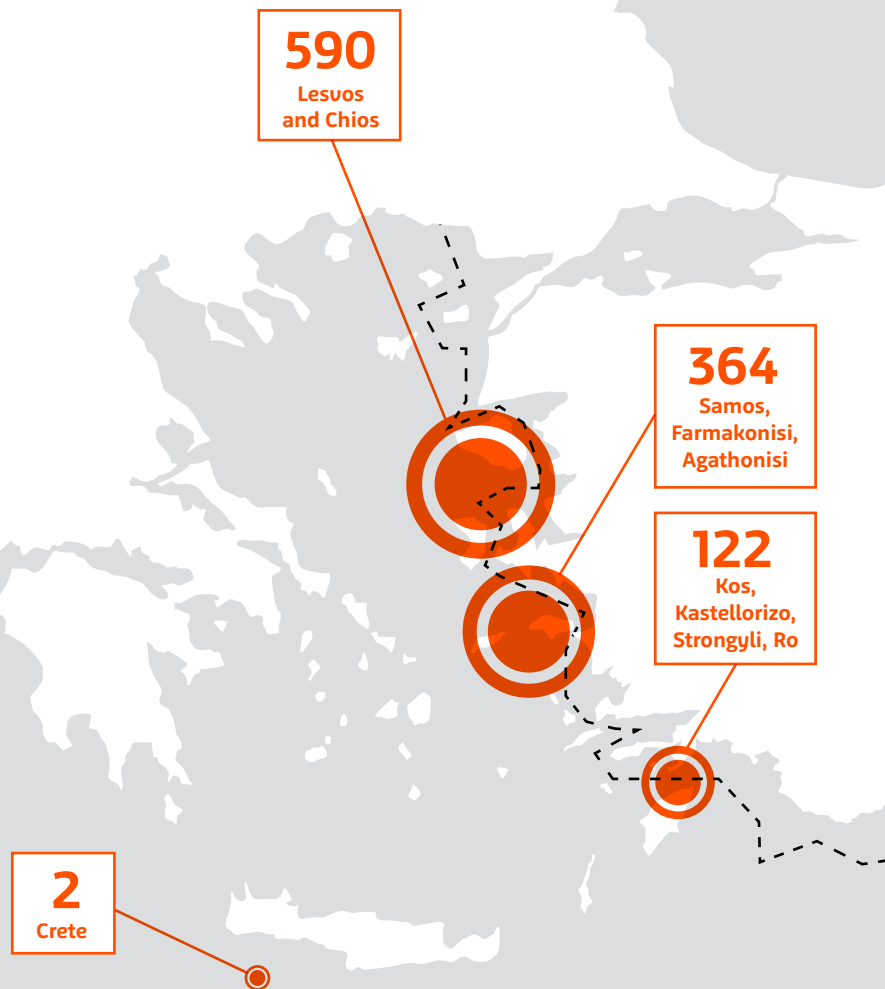 590
Lesvos
and Chios
364
Samos,
Farmakonisi,
Agathonisi
122
Kos,
Kastellorizo,
Strongyli, Ro
2
Crete